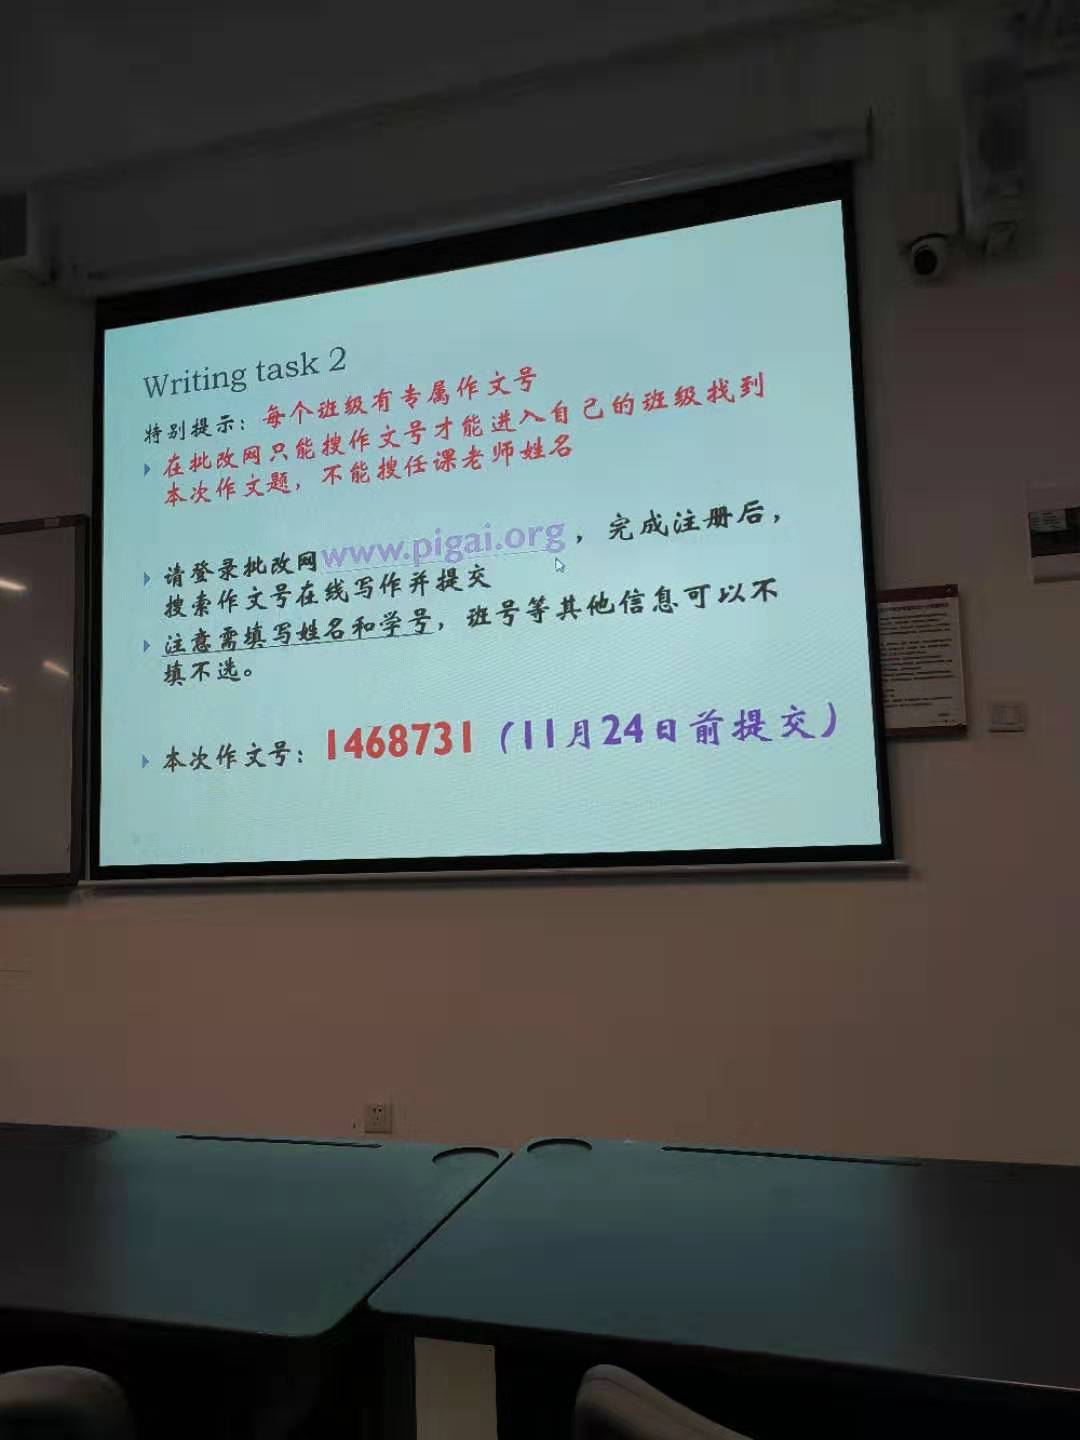 Writing task 2
特别提示：每个班级有专属作文号
在批改网只能搜作文号才能进入自己的班级找到
本次作文题，不能搜任课老师姓名
请登录批改网www.pigai.org，完成注册后，
搜索作文号在线写作并提交
注意需填写姓名和学号，班号等其他信息可以不
填不选。
本次作文号：1468731（11月24日前提交）